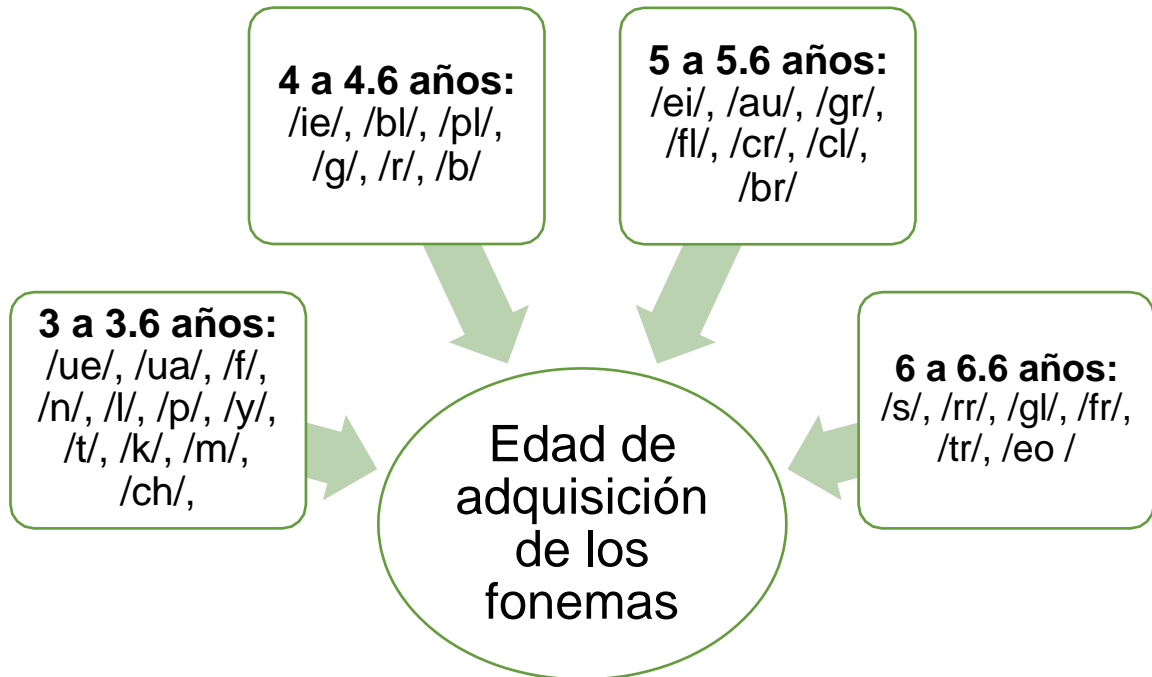 4 a 4.6 años:
/ie/, /bl/, /pl/,
/g/, /r/, /b/
5 a 5.6 años:
/ei/, /au/, /gr/,
/fl/, /cr/, /cl/,
/br/
3 a 3.6 años:
/ue/, /ua/, /f/,
/n/, /l/, /p/, /y/,
/t/, /k/, /m/,
/ch/,
6 a 6.6 años:
/s/, /rr/, /gl/, /fr/,
/tr/, /eo /
Edad de
adquisición
de los
fonemas